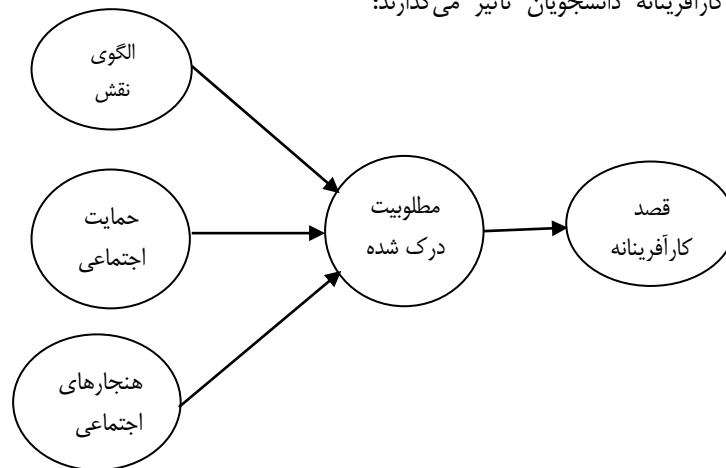 کارآفرینانه دانشجویان تأثیر می‌گذارند:
الگوی
نقش
حمایت
اجتماعی
هنجارهای
اجتماعی
مطلوبیت
درک شده
قصد
کارآفرینانه